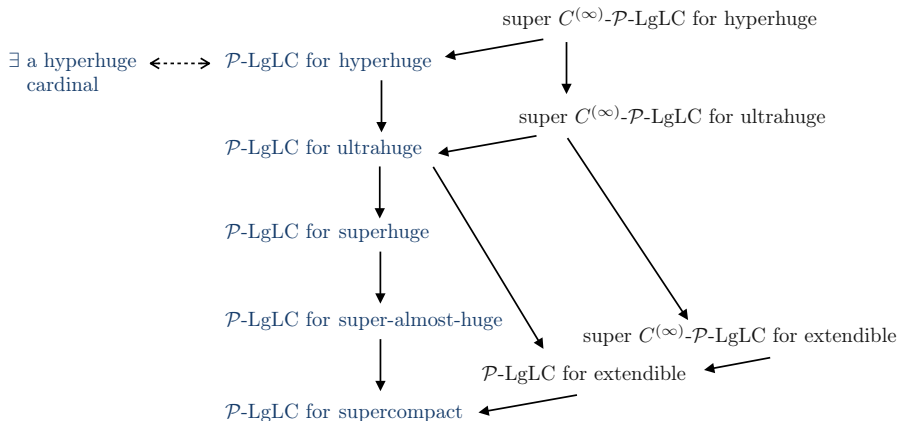 super C^(∞)-𝒫-LgLC for hyperhuge
∃ a hyperhuge
cardinal
𝒫-LgLC for hyperhuge
super C^(∞)-𝒫-LgLC for ultrahuge
𝒫-LgLC for ultrahuge
𝒫-LgLC for superhuge
𝒫-LgLC for super-almost-huge
super C^(∞)-𝒫-LgLC for extendible
𝒫-LgLC for extendible
𝒫-LgLC for supercompact